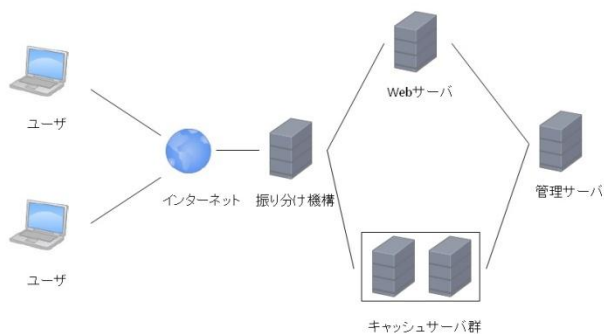 Webサーバ
ユーザ
インターネット
振り分け機構
管理サーバ
ユーザ
キャッシュサーバ群